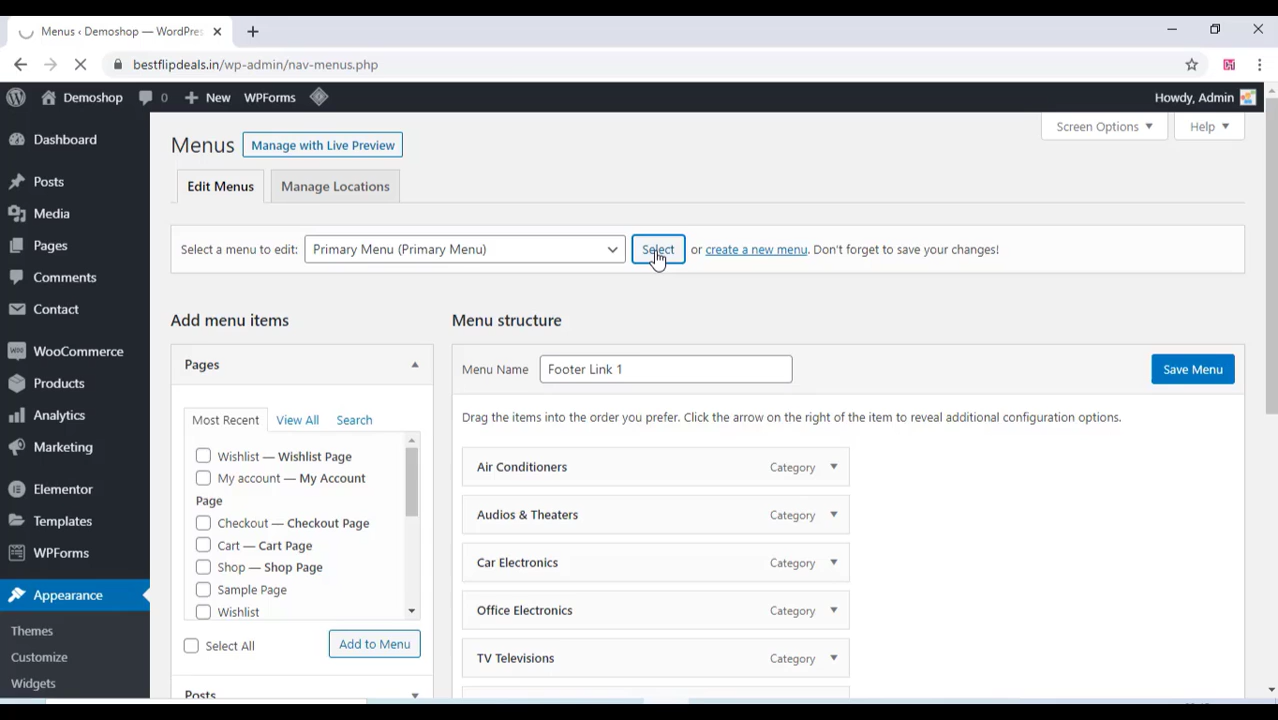 Menus ‹ Demoshop — WordPres
bestflipdeals.in/wp-admin/nav-menus.php
Demoshop 0 New WPForms Howdy, Admin
Screen Options Help
Dashboard
Posts
Media
Pages
Comments
Contact
WooCommerce
Products
Analytics
Marketing
Elementor
Templates
WPForms
Appearance
Themes
Customize
Widgets
Menus Manage with Live Preview
Edit Menus Manage Locations
Select a menu to edit: Primary Menu (Primary Menu) Select or create a new menu. Don't forget to save your changes!
Add menu items
Pages
Most Recent View All Search
Wishlist — Wishlist Page
My account — My Account
Page
Checkout — Checkout Page
Cart — Cart Page
Shop — Shop Page
Sample Page
Wishlist
Select All Add to Menu
Posts
Menu structure
Menu Name Footer Link 1 Save Menu
Drag the items into the order you prefer. Click the arrow on the right of the item to reveal additional configuration options.
Air Conditioners Category
Audios & Theaters Category
Car Electronics Category
Office Electronics Category
TV Televisions Category